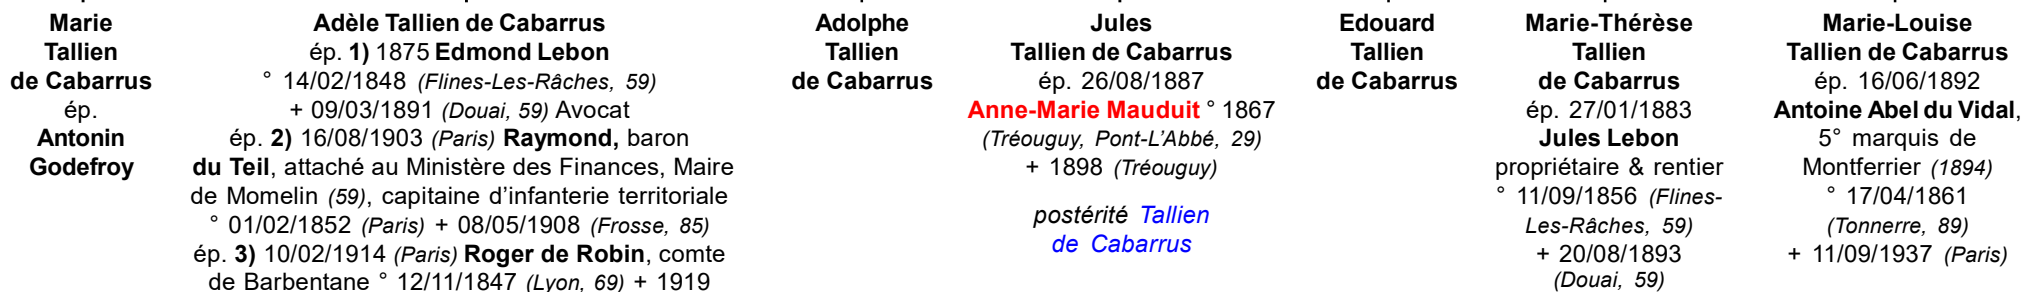 Marie
Tallien
de Cabarrus
ép.
Antonin
Godefroy
Adèle Tallien de Cabarrus
ép. 1) 1875 Edmond Lebon
° 14/02/1848 (Flines-Les-Râches, 59)
+ 09/03/1891 (Douai, 59) Avocat
ép. 2) 16/08/1903 (Paris) Raymond, baron
du Teil, attaché au Ministère des Finances, Maire
de Momelin (59), capitaine d'infanterie territoriale
° 01/02/1852 (Paris) + 08/05/1908 (Frosse, 85)
ép. 3) 10/02/1914 (Paris) Roger de Robin, comte
de Barbentane ° 12/11/1847 (Lyon, 69) + 1919
Adolphe
Tallien
de Cabarrus
Jules
Tallien de Cabarrus
ép. 26/08/1887
Anne-Marie Mauduit ° 1867
(Tréouguy, Pont-L'Abbé, 29)
+ 1898 (Tréouguy)
postérité Tallien
de Cabarrus
Edouard
Tallien
de Cabarrus
Marie-Thérèse
Tallien
de Cabarrus
ép. 27/01/1883
Jules Lebon
propriétaire & rentier
° 11/09/1856 (Flines-
Les-Râches, 59)
+ 20/08/1893
(Douai, 59)
Marie-Louise
Tallien de Cabarrus
ép. 16/06/1892
Antoine Abel du Vidal,
5° marquis de
Montferrier (1894)
° 17/04/1861
(Tonnerre, 89)
+ 11/09/1937 (Paris)